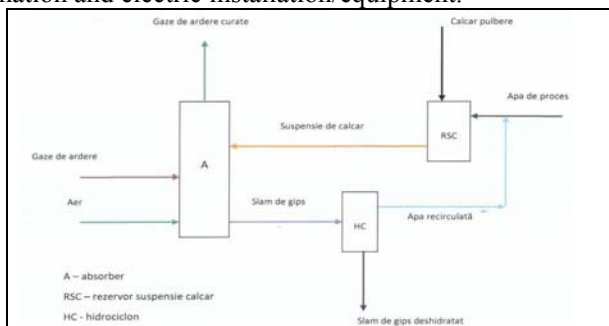 nation and electric installation/equipment.
Gaze de ardere curate
Calcar pulbere
Apa de proces
RSC
Suspensie de calcar
Gaze de ardere
A
Aer
Slam de gips
Apa recirculată
HC
A – absorber
RSC – rezervor suspensie calcar
HC - hidrociclon
Slam de gips deshidratat